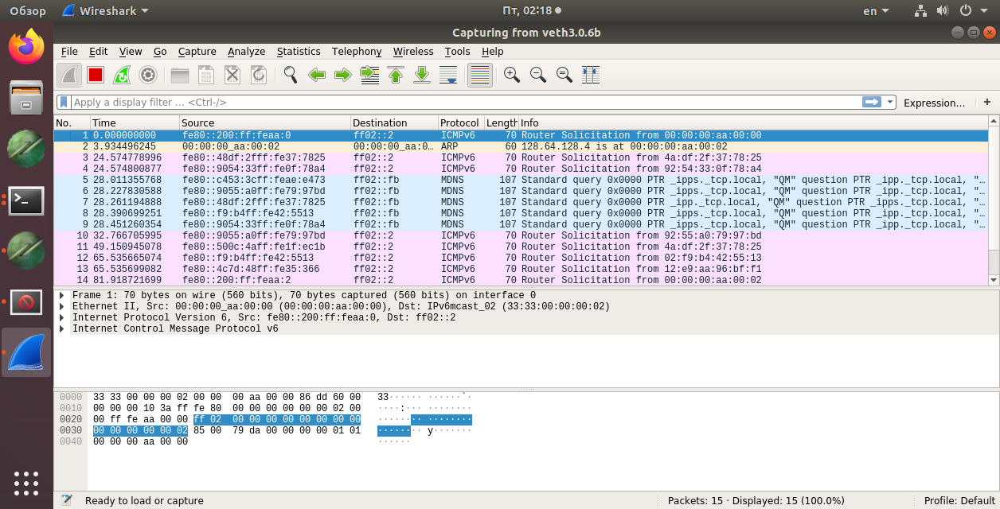 Обзор Wireshark Пт, 02:18 en
Capturing from veth3.0.6b
File Edit View Go Capture Analyze Statistics Telephony Wireless Tools Help
Apply a display filter ... <Ctrl-/> Expression... +
No. Time Source Destination Protocol Length Info
1 0.000000000 fe80::200:ff:feaa:0 ff02::2 ICMPv6 70 Router Solicitation from 00:00:00:aa:00:00
2 3.934496245 00:00:00_aa:00:02 00:00:00_aa:0… ARP 60 128.64.128.4 is at 00:00:00:aa:00:02
3 24.574778996 fe80::48df:2fff:fe37:7825 ff02::2 ICMPv6 70 Router Solicitation from 4a:df:2f:37:78:25
4 24.574800877 fe80::9054:33ff:fe0f:78a4 ff02::2 ICMPv6 70 Router Solicitation from 92:54:33:0f:78:a4
5 28.011355768 fe80::c453:3cff:feae:e473 ff02::fb MDNS 107 Standard query 0x0000 PTR _ipps._tcp.local, "QM" question PTR _ipp._tcp.local, "…
6 28.227830588 fe80::9055:a0ff:fe79:97bd ff02::fb MDNS 107 Standard query 0x0000 PTR _ipps._tcp.local, "QM" question PTR _ipp._tcp.local, "…
7 28.261194888 fe80::48df:2fff:fe37:7825 ff02::fb MDNS 107 Standard query 0x0000 PTR _ipp._tcp.local, "QM" question PTR _ipps._tcp.local, "…
8 28.390699251 fe80::f9:b4ff:fe42:5513 ff02::fb MDNS 107 Standard query 0x0000 PTR _ipps._tcp.local, "QM" question PTR _ipp._tcp.local, "…
9 28.451260354 fe80::9054:33ff:fe0f:78a4 ff02::fb MDNS 107 Standard query 0x0000 PTR _ipps._tcp.local, "QM" question PTR _ipp._tcp.local, "…
10 32.766705995 fe80::9055:a0ff:fe79:97bd ff02::2 ICMPv6 70 Router Solicitation from 92:55:a0:79:97:bd
11 49.150945078 fe80::500c:4aff:fe1f:ec1b ff02::2 ICMPv6 70 Router Solicitation from 4a:df:2f:37:78:25
12 65.535665074 fe80::f9:b4ff:fe42:5513 ff02::2 ICMPv6 70 Router Solicitation from 02:f9:b4:42:55:13
13 65.535699082 fe80::4c7d:48ff:fe35:366 ff02::2 ICMPv6 70 Router Solicitation from 12:e9:aa:96:bf:f1
14 81.918721699 fe80::200:ff:feaa:2 ff02::2 ICMPv6 70 Router Solicitation from 00:00:00:aa:00:02
Frame 1: 70 bytes on wire (560 bits), 70 bytes captured (560 bits) on interface 0
Ethernet II, Src: 00:00:00_aa:00:00 (00:00:00:aa:00:00), Dst: IPv6mcast_02 (33:33:00:00:00:02)
Internet Protocol Version 6, Src: fe80::200:ff:feaa:0, Dst: ff02::2
Internet Control Message Protocol v6
0000 33 33 00 00 00 02 00 00 00 aa 00 00 86 dd 60 00 33······ ······`·
0010 00 00 00 10 3a ff fe 80 00 00 00 00 00 00 02 00 ····:··· ········
0020 00 ff fe aa 00 00 ff 02 00 00 00 00 00 00 00 00 ········ ········
0030 00 00 00 00 00 02 85 00 79 da 00 00 00 00 01 01 ········ y·······
0040 00 00 00 aa 00 00 ······
Ready to load or capture Packets: 15 · Displayed: 15 (100.0%) Profile: Default